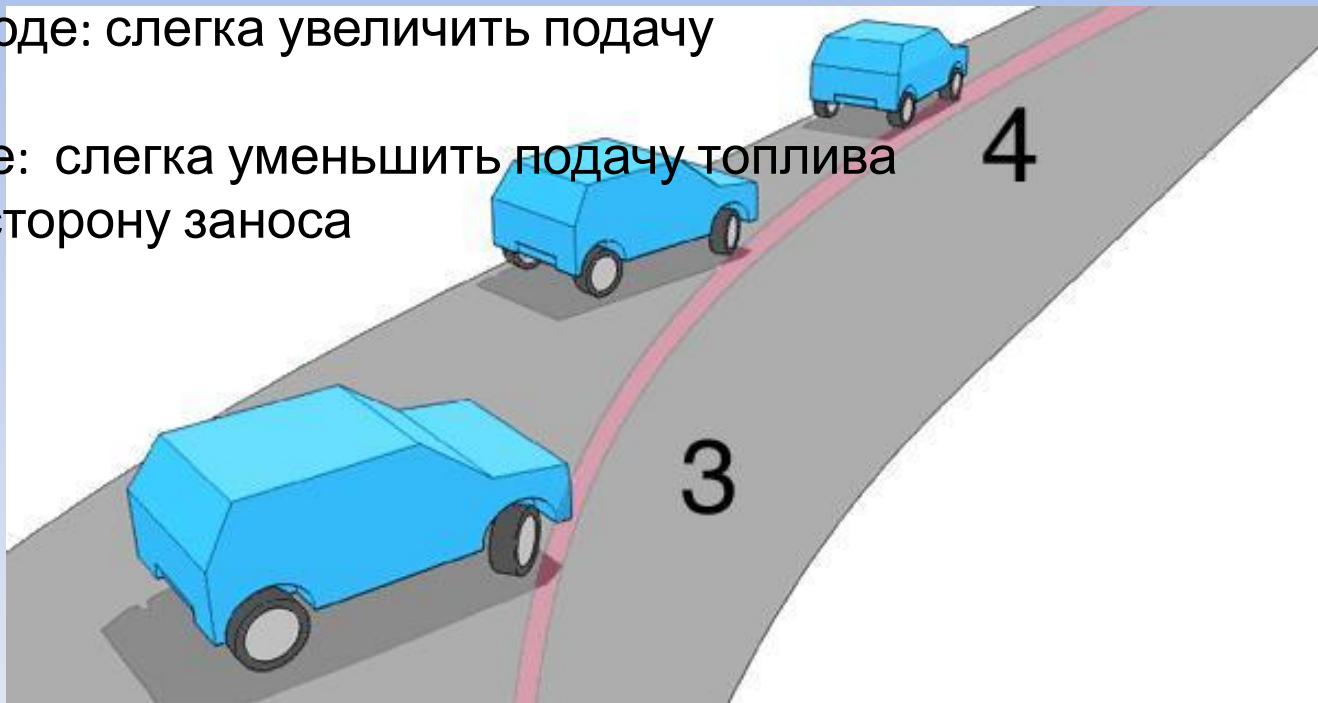 оде: слегка увеличить подачу
е: слегка уменьшить подачу топлива
сторону заноса
4
3